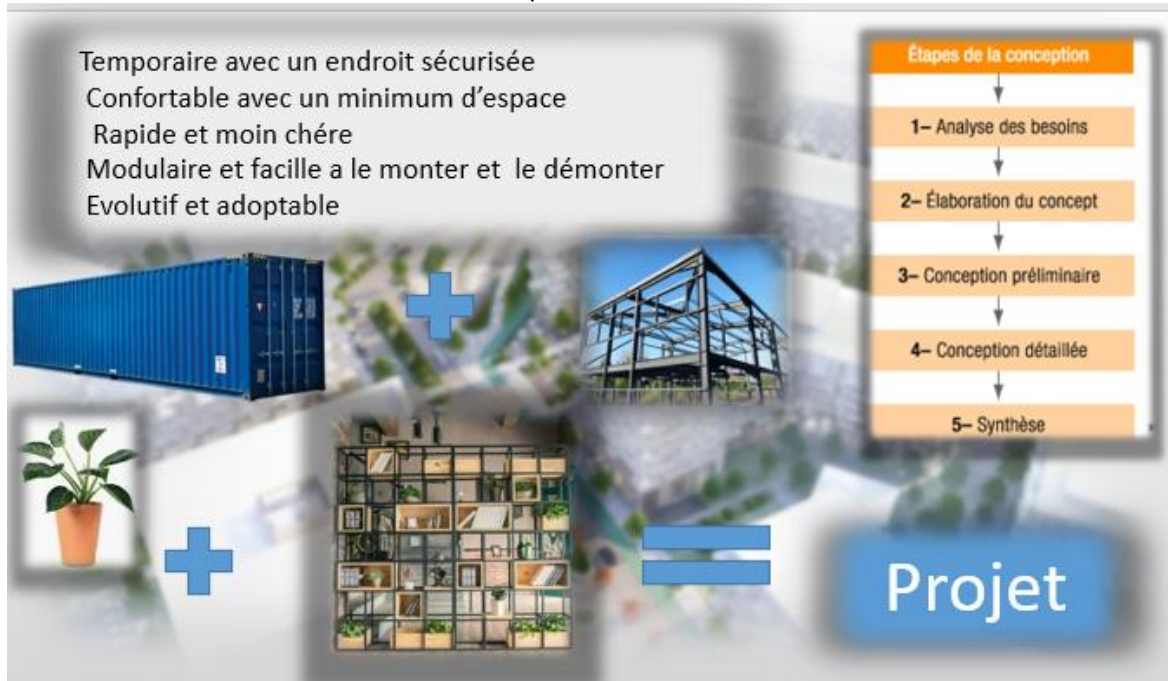 Temporaire avec un endroit sécurisée
Confortable avec un minimum d'espace
Rapide et moin chére
Modulaire et facille a le monter et le démonter
Evolutif et adoptable
Étapes de la conception
1– Analyse des besoins
2– Élaboration du concept
3– Conception préliminaire
4– Conception détaillée
5– Synthèse
Projet